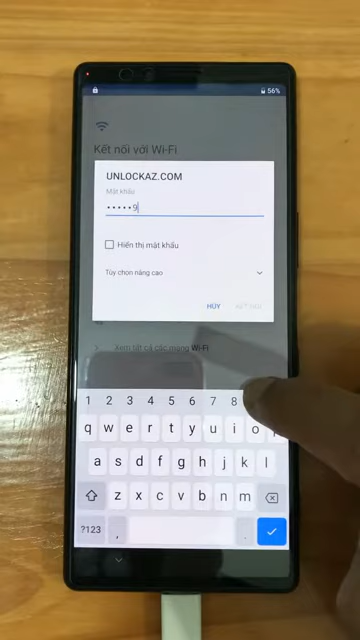 56%
Kết nối với Wi-Fi
UNLOCKAZ.COM
Mật khẩu
•••••9
Hiển thị mật khẩu
Tùy chọn nâng cao
HỦY KẾT NỐI
Xem tất cả các mạng Wi-Fi
1 2 3 4 5 6 7 8
q w e r t y u i o p
a s d f g h j k l
z x c v b n m
?123 , .